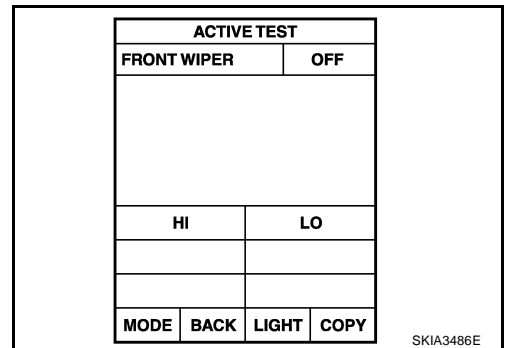 ACTIVE TEST
FRONT WIPER OFF
HI LO
MODE BACK LIGHT COPY
SKIA3486E